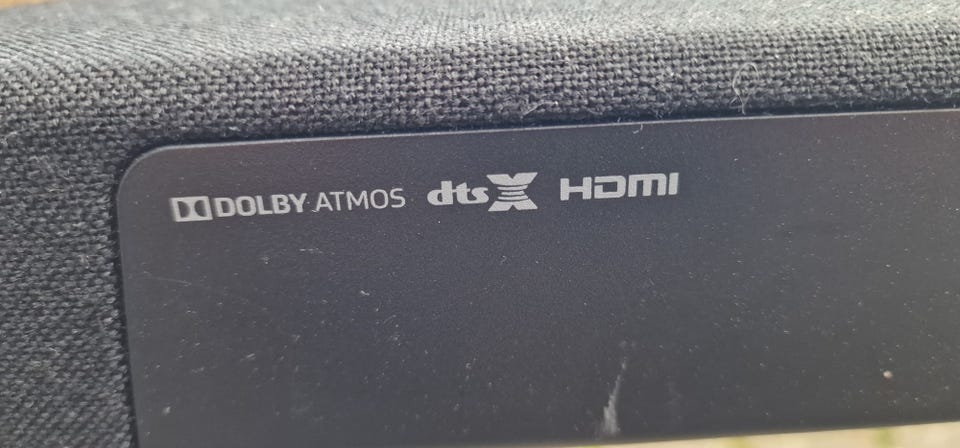 DOLBY ATMOS dts X HDMI